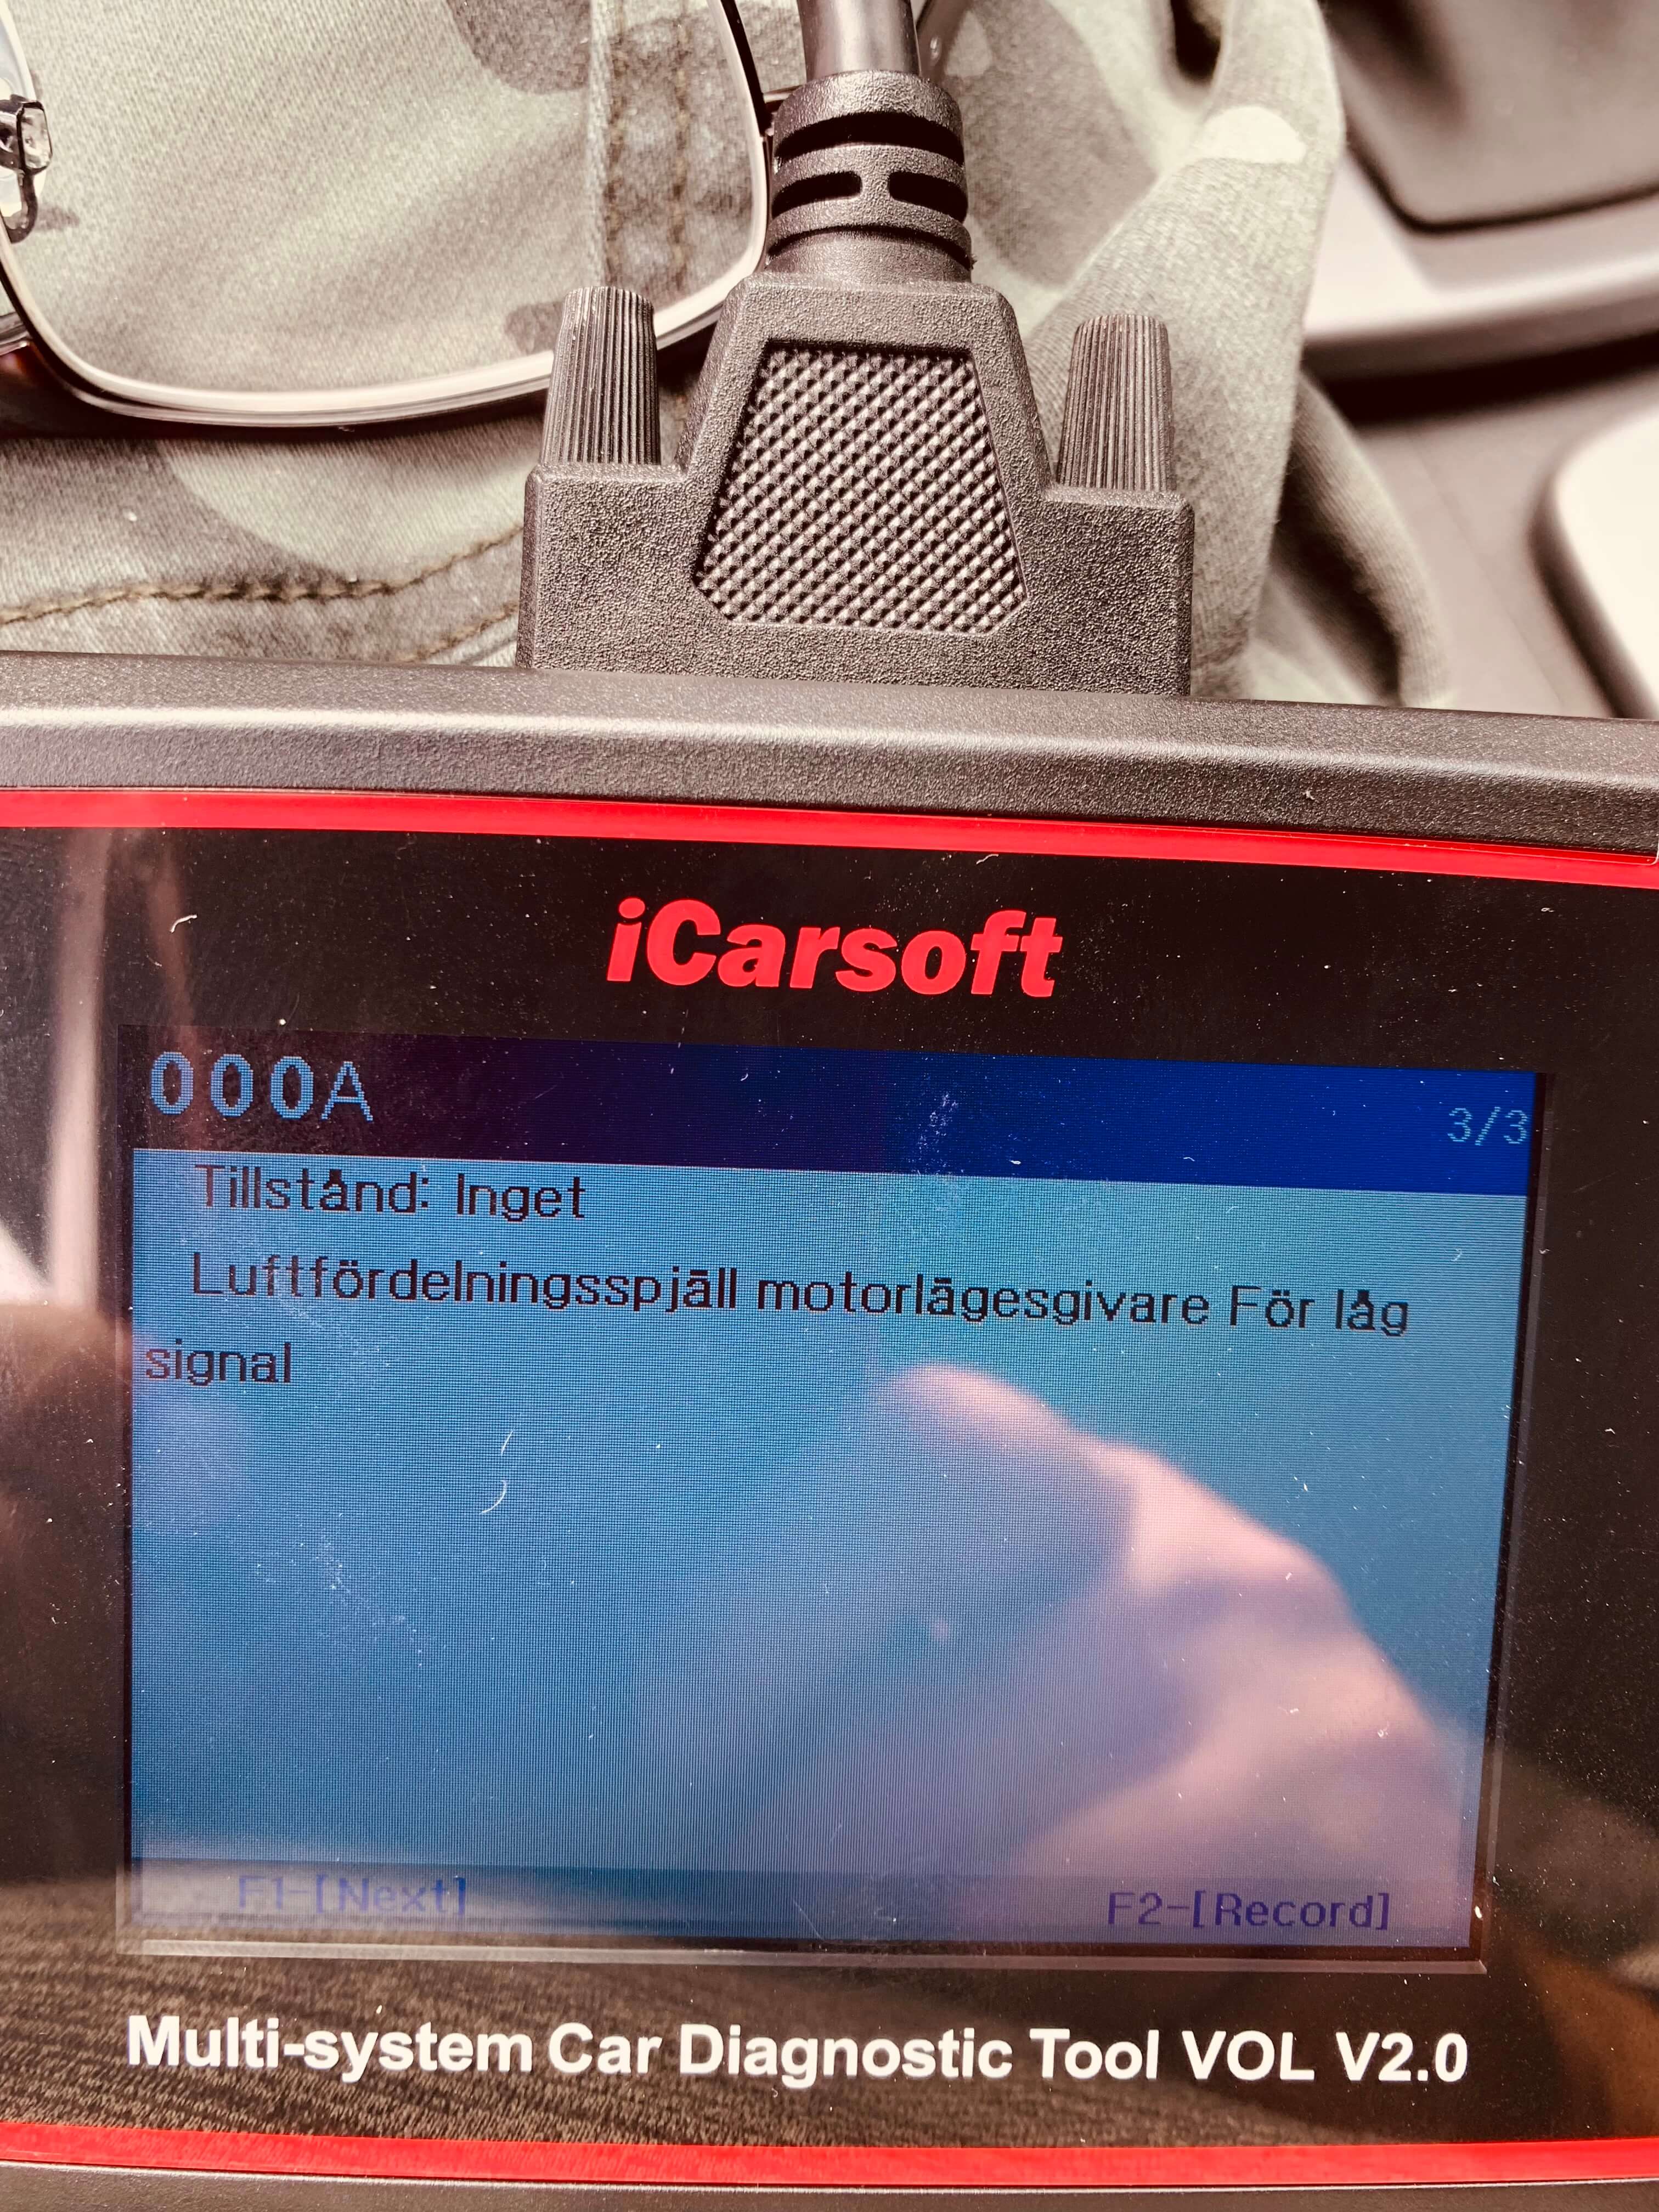 iCarsoft
000A
3/3
Tillstånd: Inget
Luftfördelningsspjäll motorlägesgivare För låg
signal
F1-[Next]
F2-[Record]
Multi-system Car Diagnostic Tool VOL V2.0